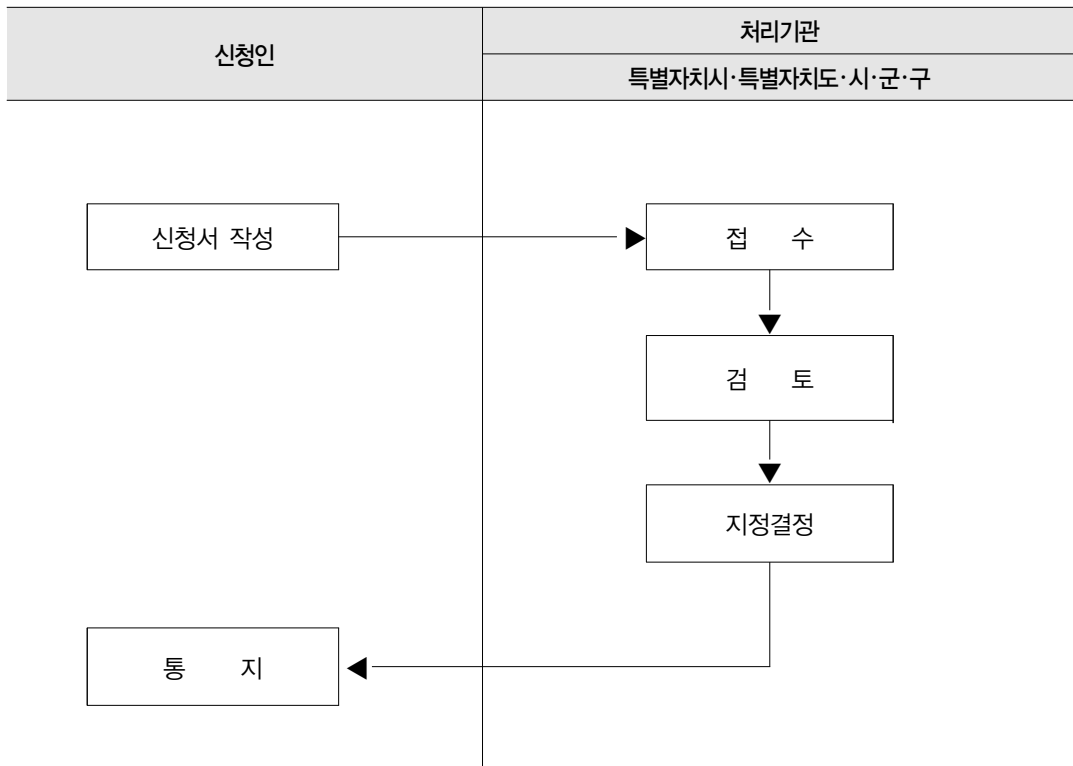 신청인
처리기관
특별자치시·특별자치도·시·군·구
신청서 작성
접 수
검 토
지정결정
통 지